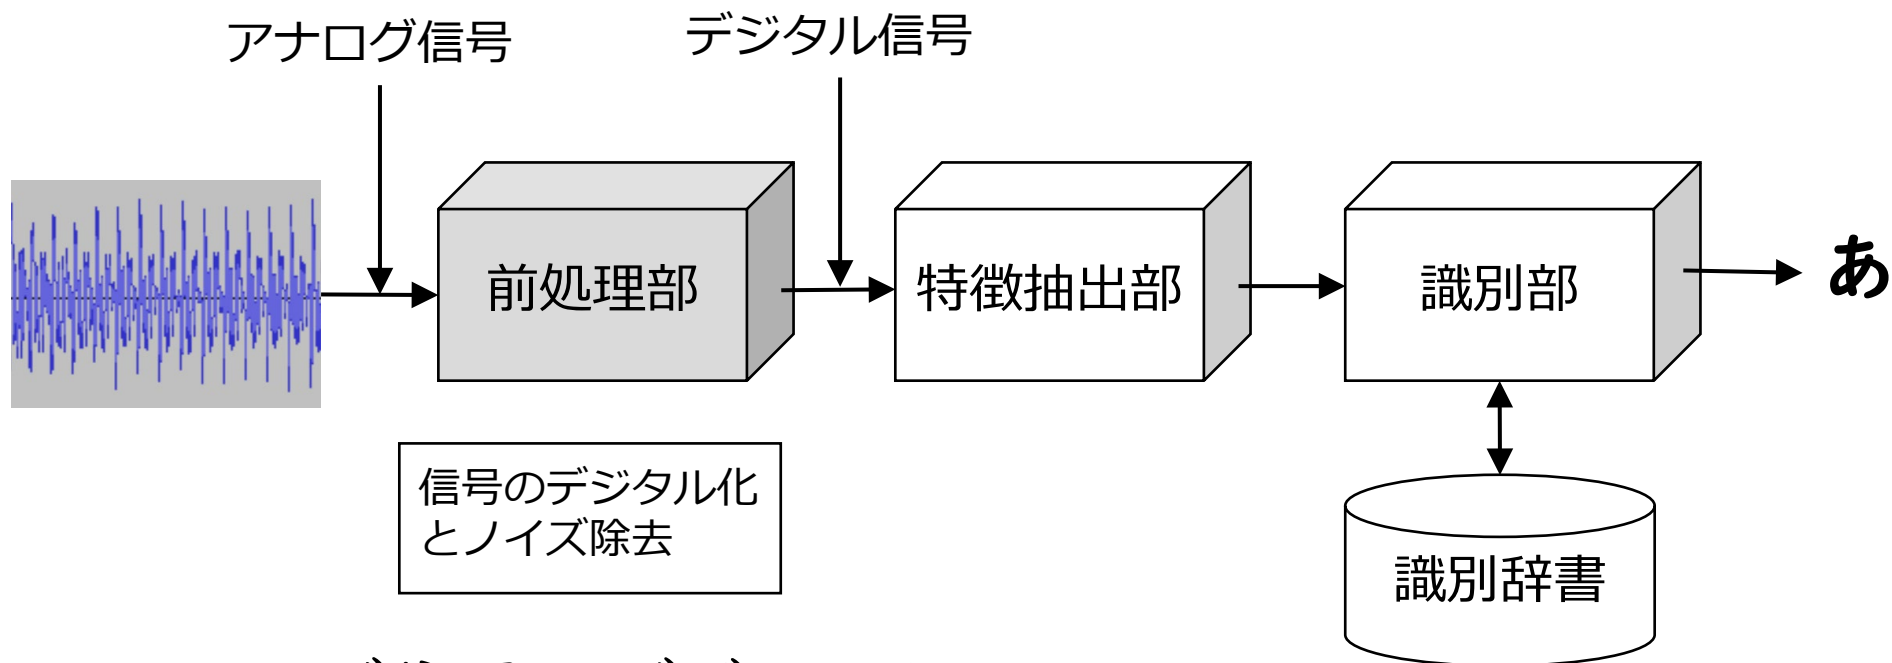 アナログ信号
デジタル信号
前処理部
特徴抽出部
識別部
あ
信号のデジタル化
とノイズ除去
識別辞書